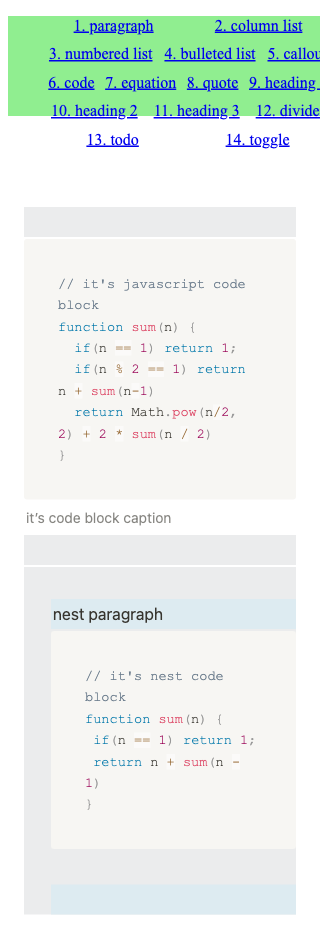 1. paragraph 2. column list
3. numbered list 4. bulleted list 5. callou
6. code 7. equation 8. quote 9. heading
10. heading 2 11. heading 3 12. divide
13. todo 14. toggle
// it's javascript code
block
function sum(n) {
if(n == 1) return 1;
if(n % 2 == 1) return
n + sum(n-1)
return Math.pow(n/2,
2) + 2 * sum(n / 2)
}
it's code block caption
nest paragraph
// it's nest code
block
function sum(n) {
if(n == 1) return 1;
return n + sum(n -
1)
}